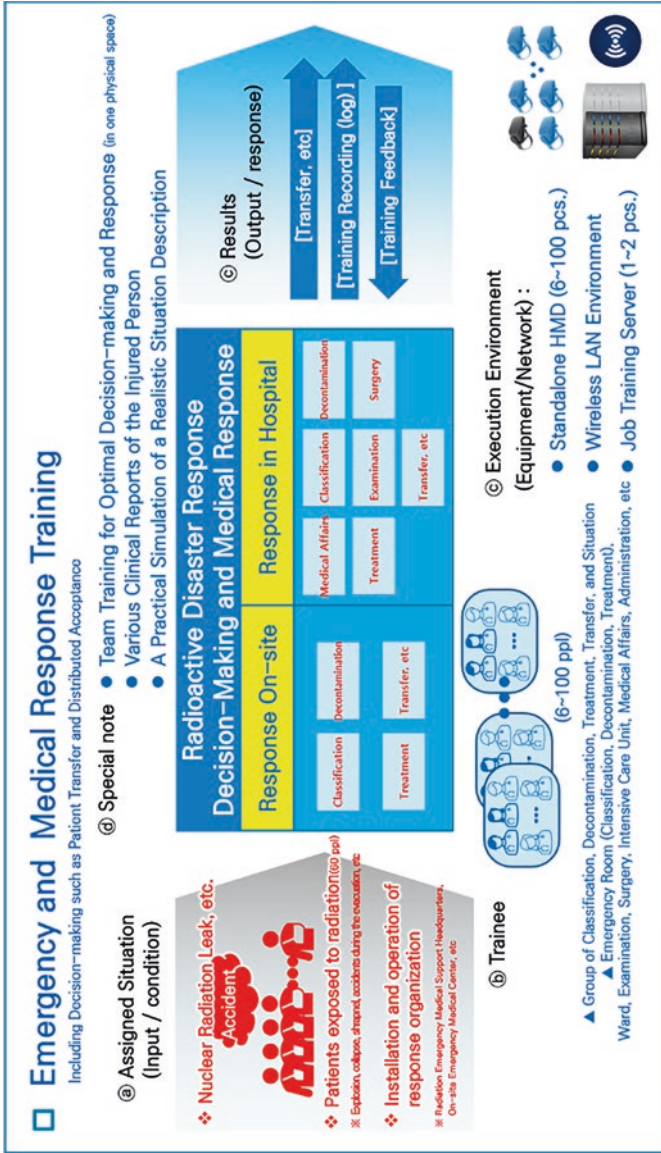 Emergency and Medical Response Training
Including Decision-making such as Patient Transfer and Distributed Acceptance
ⓓ Special note
● Team Training for Optimal Decision-making and Response (in one physical space)
● Various Clinical Reports of the Injured Person
● A Practical Simulation of a Realistic Situation Description
ⓐ Assigned Situation
(Input / condition)
❖ Nuclear Radiation Leak, etc.
Accident
❖ Patients exposed to radiation(60 ppl)
※ Explosion, collapse, shrapnel, accidents during the evacuation, etc
❖ Installation and operation of
response organization
※ Radiation Emergency Medical Support Headquarters,
On-site Emergency Medical Center, etc
Radioactive Disaster Response
Decision-Making and Medical Response
Response On-site
Classification
Decontamination
Treatment
Transfer, etc
Response in Hospital
Medical Affairs
Classification
Decontamination
Treatment
Examination
Surgery
Transfer, etc
ⓒ Results
(Output / response)
[Transfer, etc]
[Training Recording (log) ]
[Training Feedback]
ⓑ Trainee
(6~100 ppl)
▲ Group of Classification, Decontamination, Treatment, Transfer, and Situation
▲ Emergency Room (Classification, Decontamination, Treatment),
Ward, Examination, Surgery, Intensive Care Unit, Medical Affairs, Administration, etc
ⓒ Execution Environment
(Equipment/Network) :
● Standalone HMD (6~100 pcs.)
● Wireless LAN Environment
● Job Training Server (1~2 pcs.)